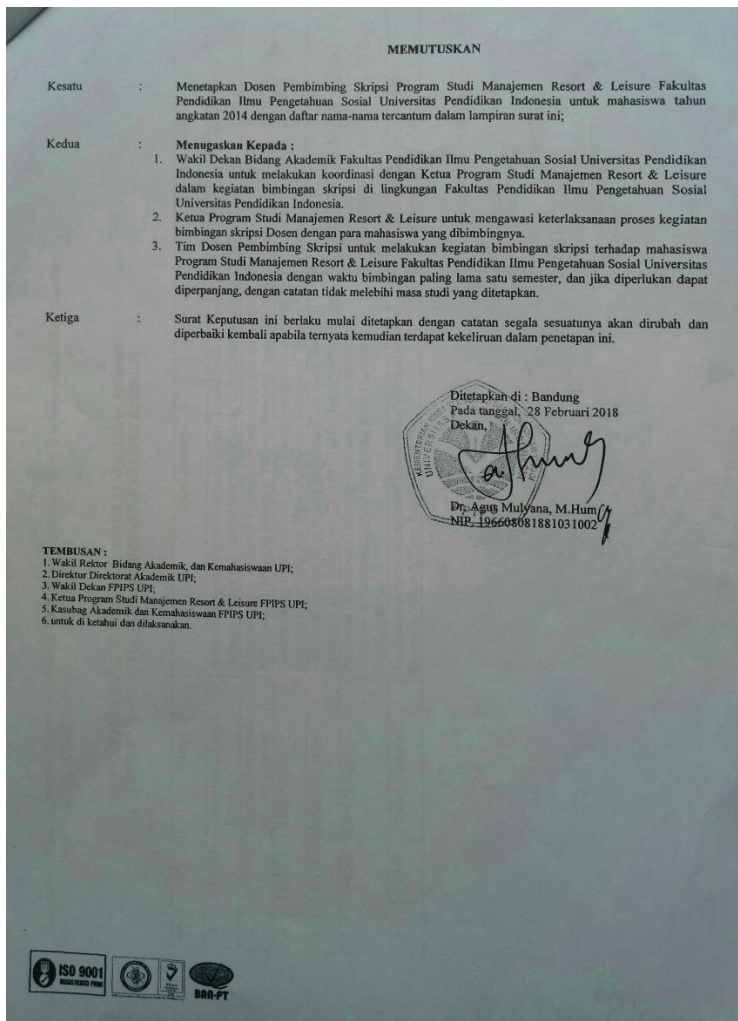 MEMUTUSKAN
Kesatu : Menetapkan Dosen Pembimbing Skripsi Program Studi Manajemen Resort & Leisure Fakultas
Pendidikan Ilmu Pengetahuan Sosial Universitas Pendidikan Indonesia untuk mahasiswa tahun
angkatan 2014 dengan daftar nama-nama tercantum dalam lampiran surat ini;
Kedua : Menugaskan Kepada :
1. Wakil Dekan Bidang Akademik Fakultas Pendidikan Ilmu Pengetahuan Sosial Universitas Pendidikan
Indonesia untuk melakukan koordinasi dengan Ketua Program Studi Manajemen Resort & Leisure
dalam kegiatan bimbingan skripsi di lingkungan Fakultas Pendidikan Ilmu Pengetahuan Sosial
Universitas Pendidikan Indonesia.
2. Ketua Program Studi Manajemen Resort & Leisure untuk mengawasi keterlaksanaan proses kegiatan
bimbingan skripsi Dosen dengan para mahasiswa yang dibimbingnya.
3. Tim Dosen Pembimbing Skripsi untuk melakukan kegiatan bimbingan skripsi terhadap mahasiswa
Program Studi Manajemen Resort & Leisure Fakultas Pendidikan Ilmu Pengetahuan Sosial Universitas
Pendidikan Indonesia dengan waktu bimbingan paling lama satu semester, dan jika diperlukan dapat
diperpanjang, dengan catatan tidak melebihi masa studi yang ditetapkan.
Ketiga : Surat Keputusan ini berlaku mulai ditetapkan dengan catatan segala sesuatunya akan dirubah dan
diperbaiki kembali apabila ternyata kemudian terdapat kekeliruan dalam penetapan ini.
Ditetapkan di : Bandung
Pada tanggal, 28 Februari 2018
Dekan,
Dr. Agus Mulyana, M.Hum
NIP. 196608081881031002
TEMBUSAN :
1. Wakil Rektor Bidang Akademik, dan Kemahasiswaan UPI;
2. Direktur Direktorat Akademik UPI;
3. Wakil Dekan FPIPS UPI;
4. Ketua Program Studi Manajemen Resort & Leisure FPIPS UPI;
5. Kasubag Akademik dan Kemahasiswaan FPIPS UPI;
6. untuk di ketahui dan dilaksanakan.
ISO 9001
REGISTERED FIRM
BAN-PT